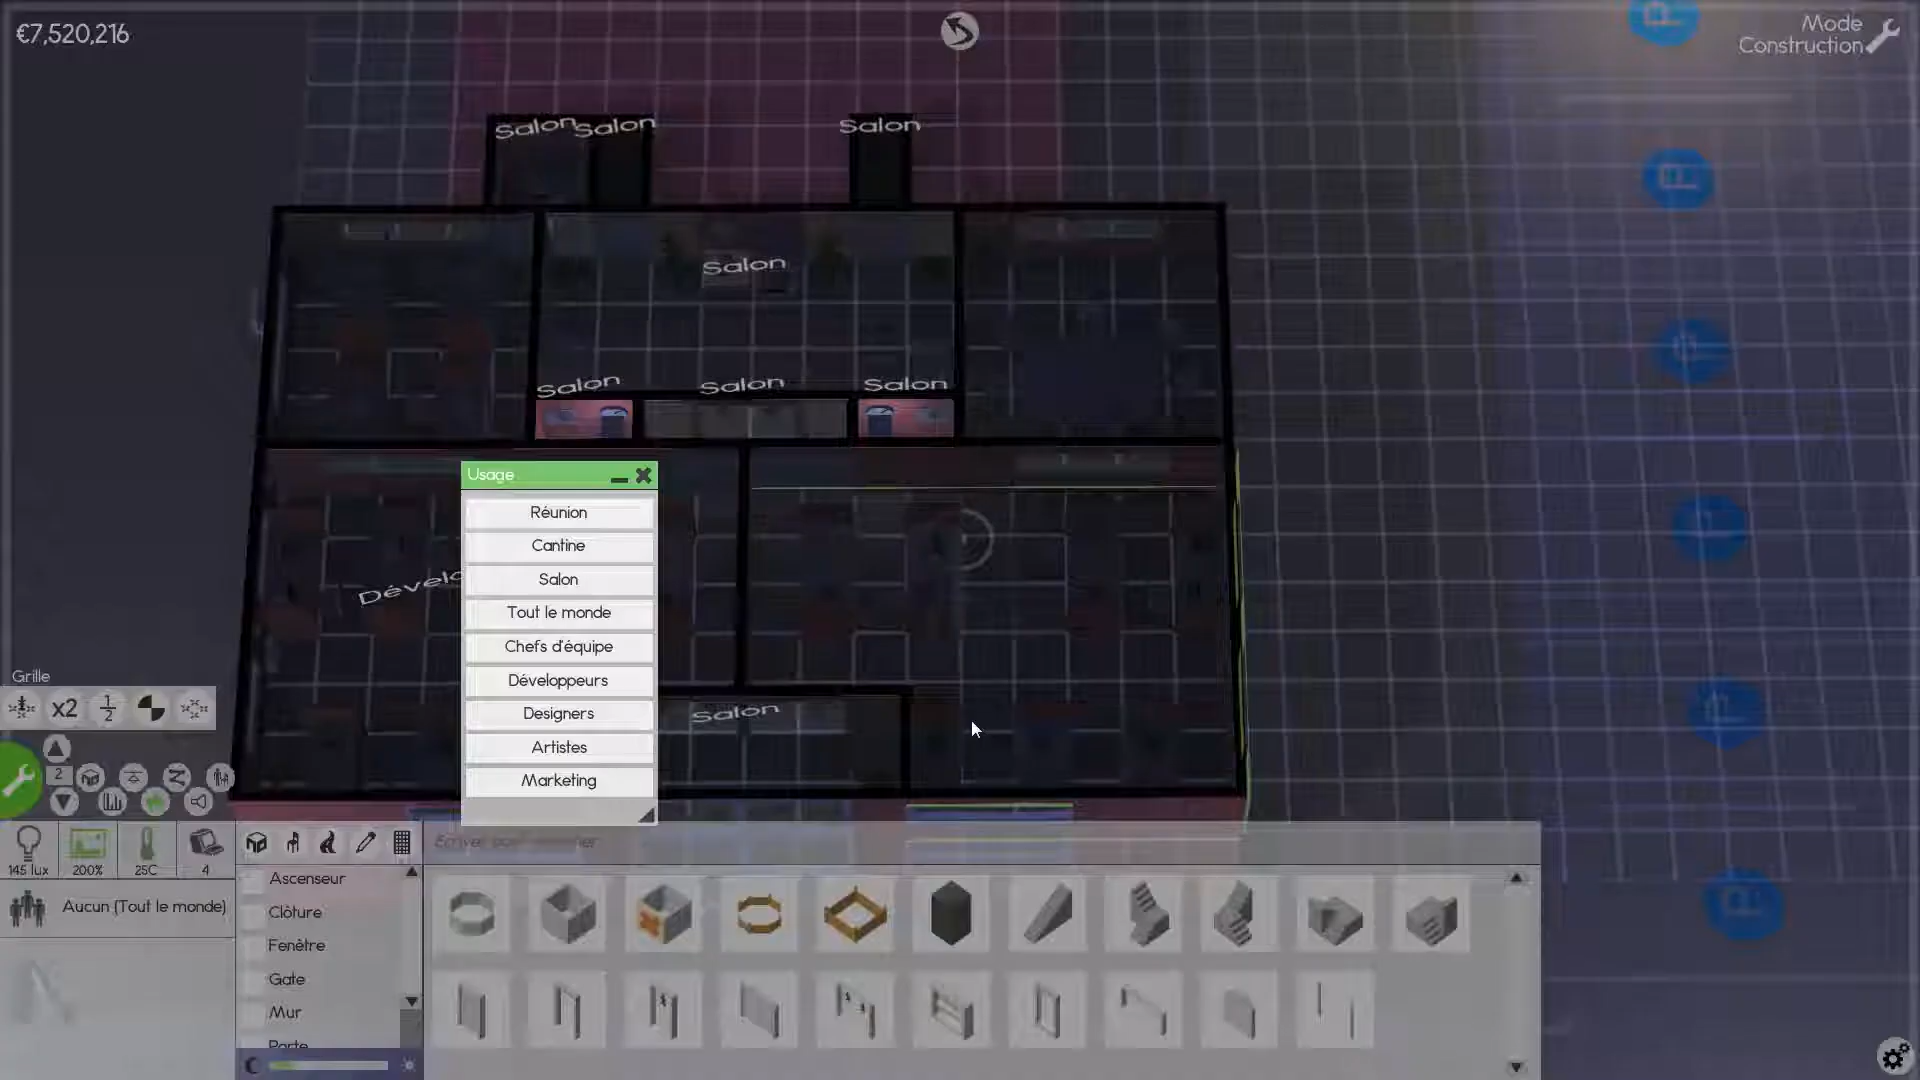 €7,520,216
Mode
Construction
Salon
Salon
Salon
Salon
Salon
Salon
Salon
Usage
Réunion
Cantine
Salon
Tout le monde
Chefs d'équipe
Développeurs
Designers
Artistes
Marketing
Dévelo
Salon
Grille
x2
1
2
2
145 lux
200%
25C
4
Aucun (Tout le monde)
Ascenseur
Clôture
Fenêtre
Gate
Mur
Porte